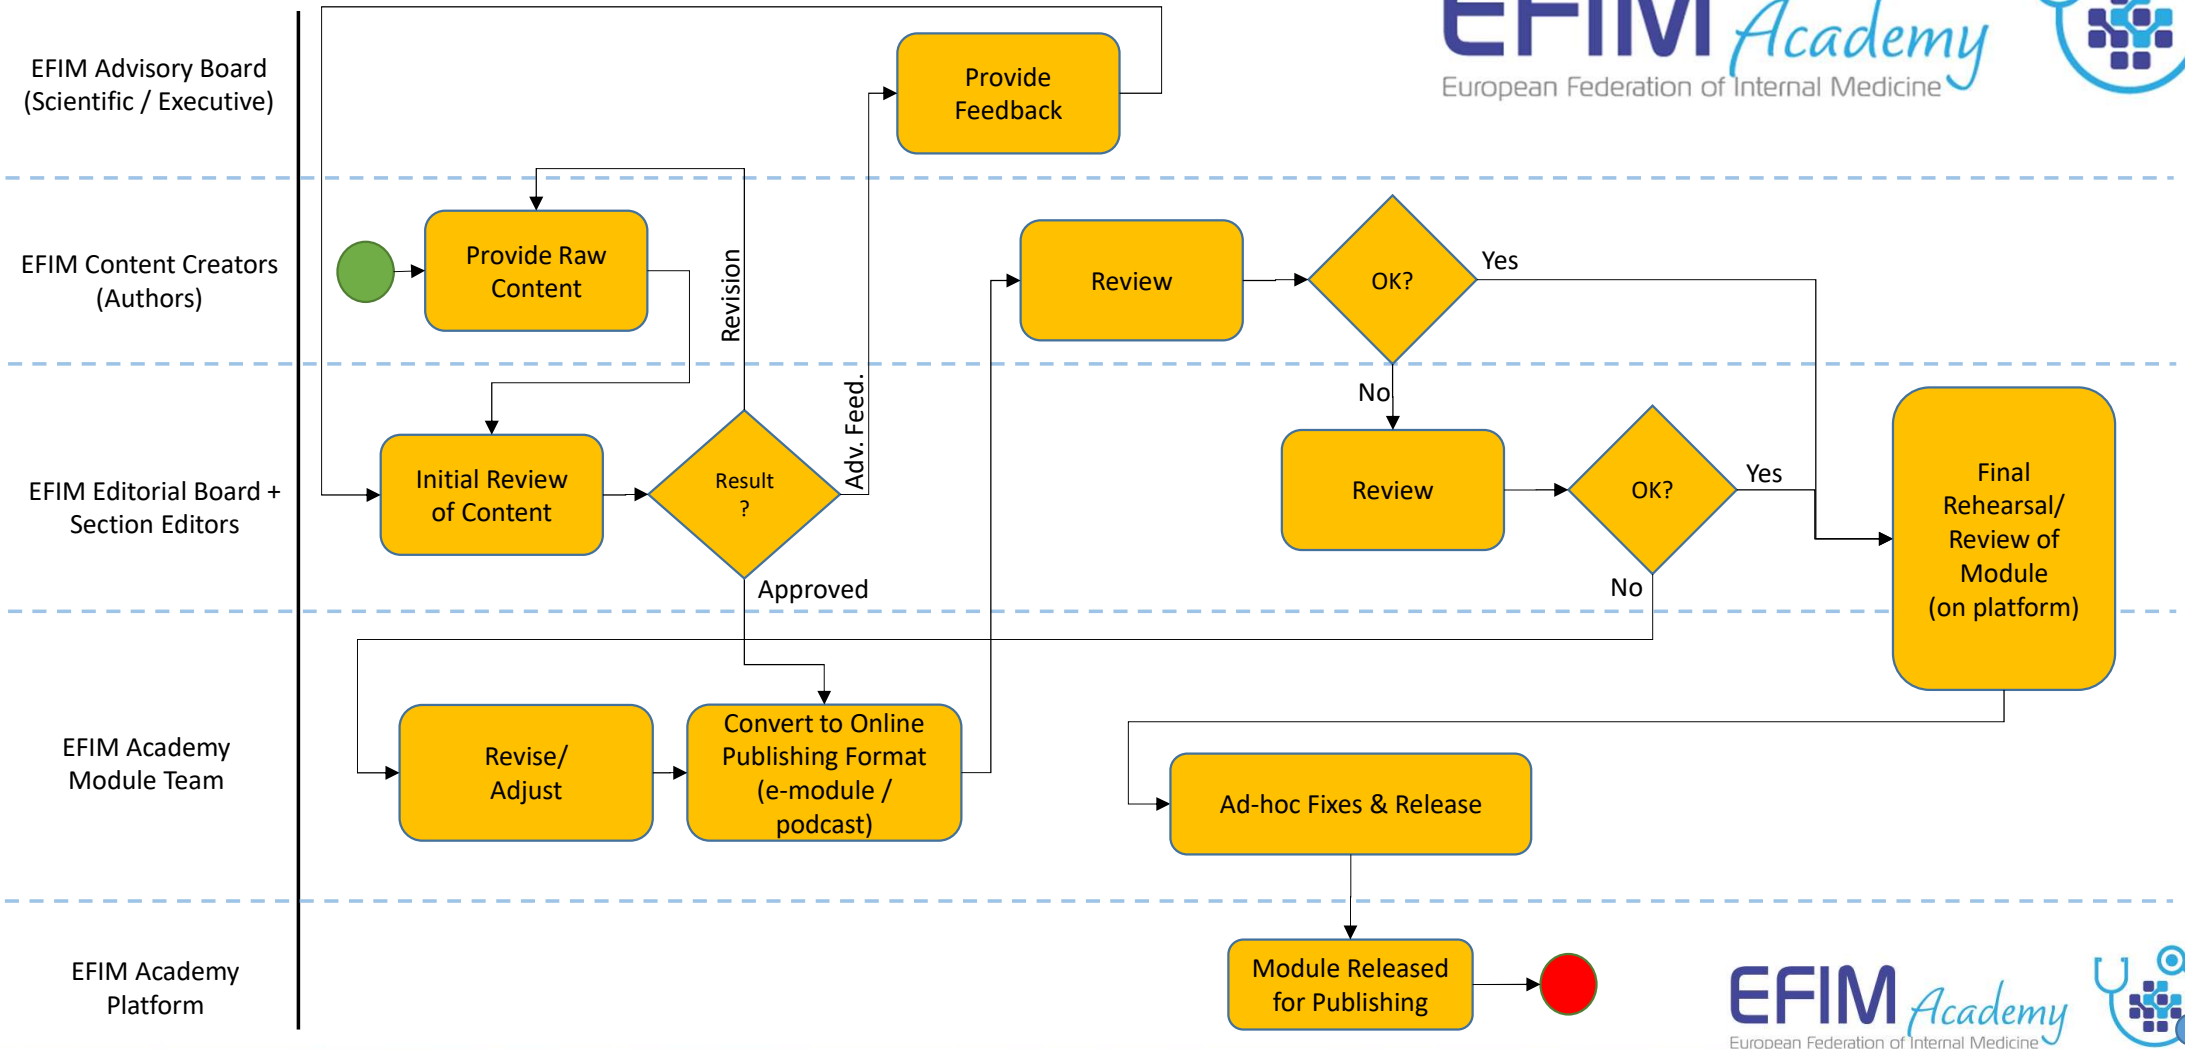 EFIM Academy
European Federation of Internal Medicine
EFIM Advisory Board
(Scientific / Executive)
Provide
Feedback
EFIM Content Creators
(Authors)
Provide Raw
Content
Revision
Review
OK?
Yes
No
EFIM Editorial Board +
Section Editors
Initial Review
of Content
Result
?
Adv. Feed.
Approved
Review
OK?
Yes
No
Final
Rehearsal/
Review of
Module
(on platform)
EFIM Academy
Module Team
Revise/
Adjust
Convert to Online
Publishing Format
(e-module /
podcast)
Ad-hoc Fixes & Release
EFIM Academy
Platform
Module Released
for Publishing
EFIM Academy
European Federation of Internal Medicine